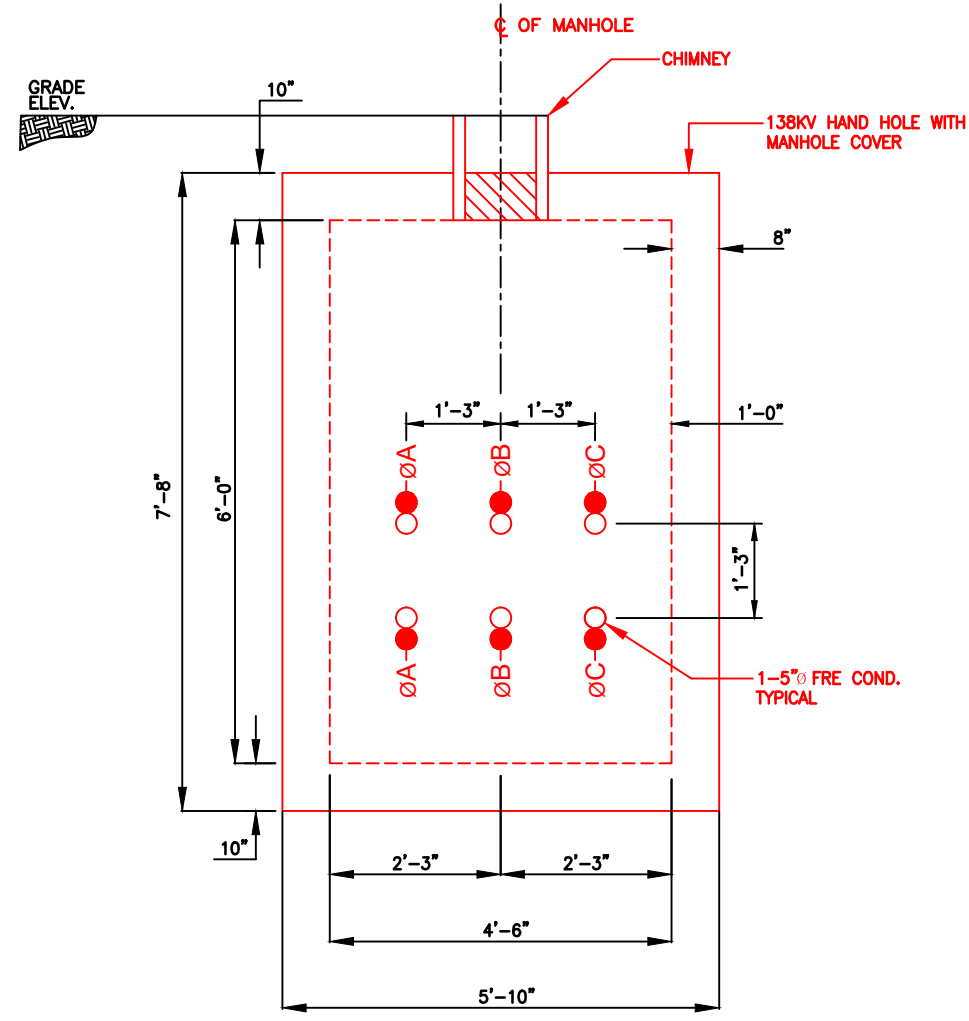 ℄ OF MANHOLE
CHIMNEY
GRADE
ELEV.
10"
138KV HAND HOLE WITH
MANHOLE COVER
8"
1'-3"
1'-3"
1'-0"
øA
øB
øC
7'-8"
6'-0"
1'-3"
øA
øB
øC
1-5"Ø FRE COND.
TYPICAL
10"
2'-3"
2'-3"
4'-6"
5'-10"